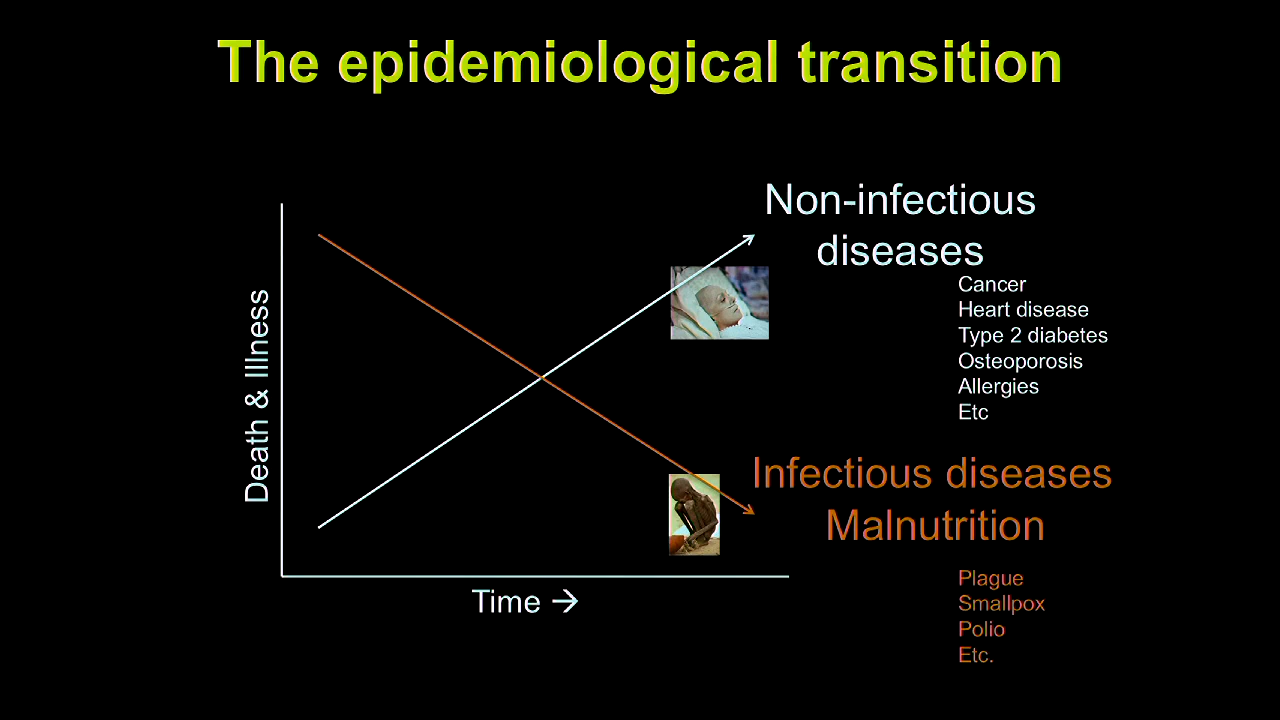 The epidemiological transition
Non-infectious
diseases
Cancer
Heart disease
Type 2 diabetes
Osteoporosis
Allergies
Etc
Death & Illness
Infectious diseases
Malnutrition
Plague
Smallpox
Polio
Etc.
Time →